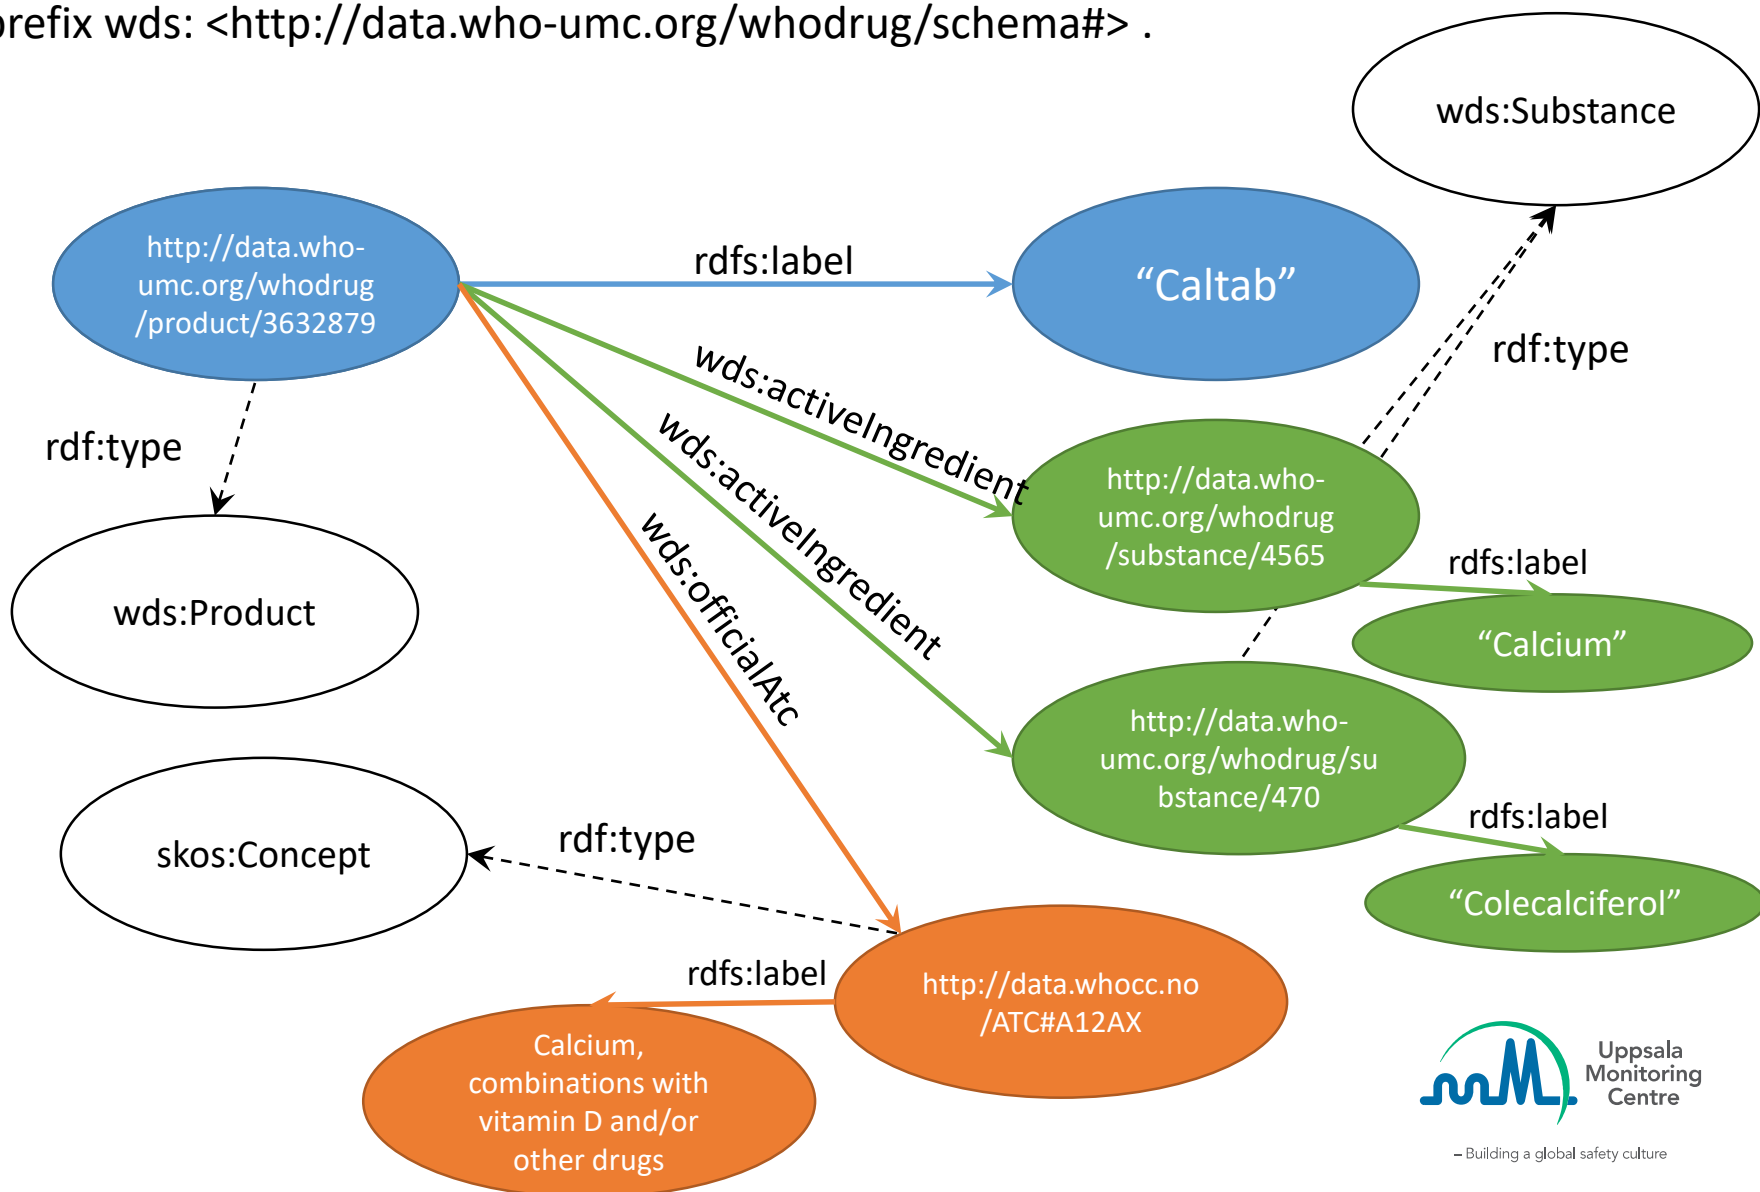 prefix wds: <http://data.who-umc.org/whodrug/schema#> .
wds:Substance
http://data.who-
umc.org/whodrug
/product/3632879
rdfs:label
“Caltab”
rdf:type
wds:activeIngredient
rdf:type
wds:activeIngredient
http://data.who-
umc.org/whodrug
/substance/4565
wds:officialAtc
rdfs:label
wds:Product
“Calcium”
http://data.who-
umc.org/whodrug/su
bstance/470
rdfs:label
skos:Concept
rdf:type
“Colecalciferol”
rdfs:label
http://data.whocc.no
/ATC#A12AX
Calcium,
combinations with
vitamin D and/or
other drugs
Uppsala
Monitoring
Centre
– Building a global safety culture